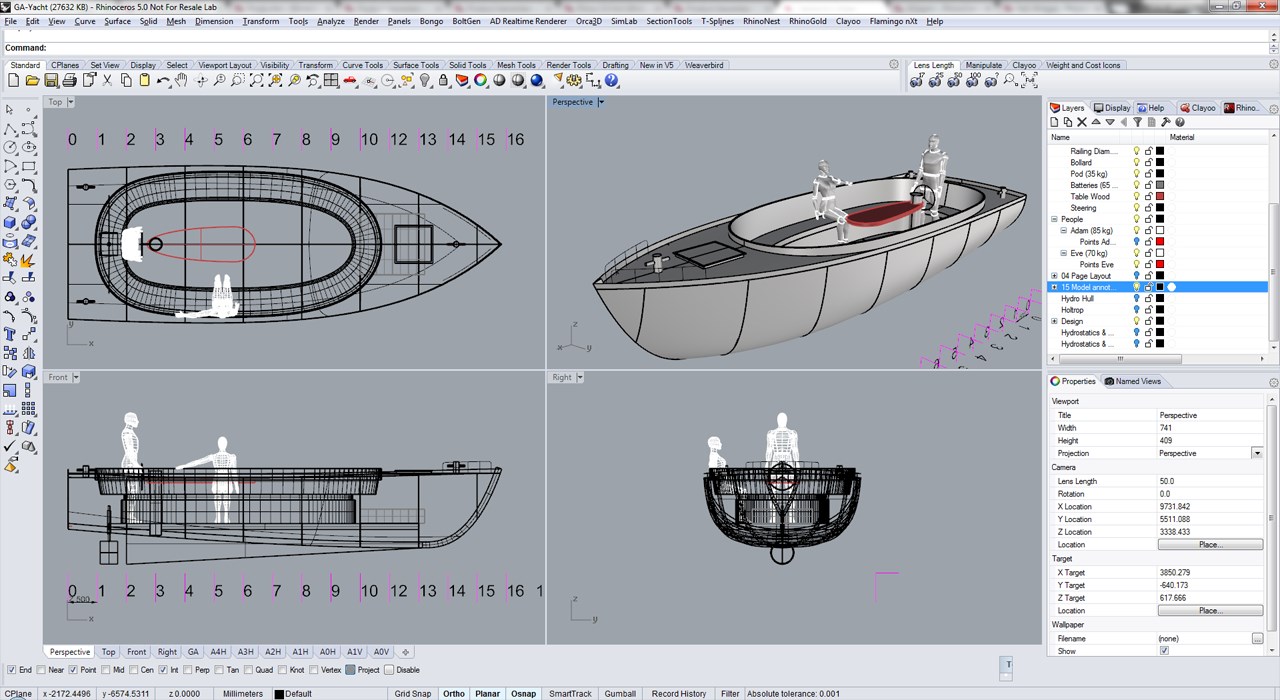 GA-Yacht (27632 KB) - Rhinoceros 5.0 Not For Resale Lab
File Edit View Curve Surface Solid Mesh Dimension Transform Tools Analyze Render Panels Bongo BoltGen AD Realtime Renderer Orca3D SimLab SectionTools T-Splines RhinoNest RhinoGold Clayoo Flamingo nXt Help
Command:
Standard CPlanes Set View Display Select Viewport Layout Visibility Transform Curve Tools Surface Tools Solid Tools Mesh Tools Render Tools Drafting New in V5 Weaverbird
Lens Length Manipulate Clayoo Weight and Cost Icons
Top
0 1 2 3 4 5 6 7 8 9 10 11 12 13 14 15 16
y
x
Perspective
z
x y
0 1 2 3 4
Front
0 1 2 3 4 5 6 7 8 9 10 11 12 13 14 15 16 1
z
x
Right
z
y
Layers Display Help Clayoo Rhino...
Name Material
Railing Diam...
Bollard
Pod (35 kg)
Batteries (65 ...
Table Wood
Steering
People
Adam (85 kg)
Points Ad...
Eve (70 kg)
Points Eve
04 Page Layout
15 Model annot...
Hydro Hull
Holtrop
Design
Hydrostatics & ...
Hydrostatics & ...
Properties Named Views
Viewport
Title Perspective
Width 741
Height 409
Projection Perspective
Camera
Lens Length 50.0
Rotation 0.0
X Location 9731.842
Y Location 5511.088
Z Location 3338.433
Location Place...
Target
X Target 3850.279
Y Target -640.173
Z Target 617.666
Location Place...
Wallpaper
Filename (none) ...
Show
Perspective Top Front Right GA A4H A3H A2H A1H A0H A1V A0V
End Near Point Mid Cen Int Perp Tan Quad Knot Vertex Project Disable
CPlane x -2172.4496 y -6574.5311 z 0.0000 Millimeters Default Grid Snap Ortho Planar Osnap SmartTrack Gumball Record History Filter Absolute tolerance: 0.001